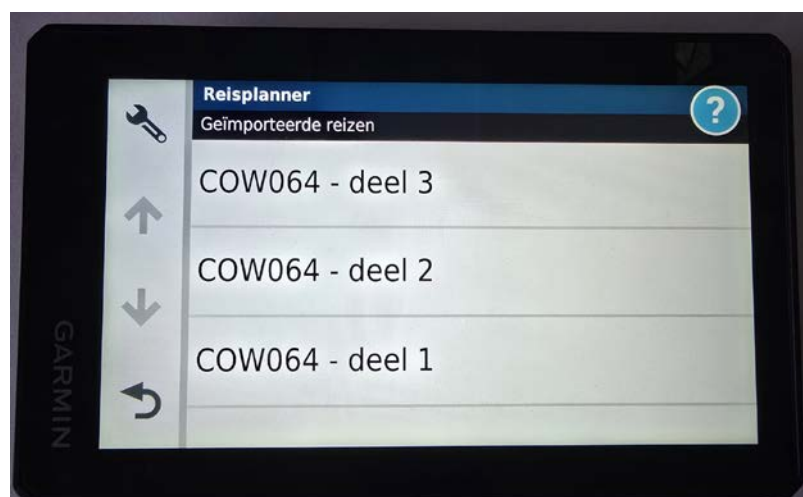 Reisplanner
Geïmporteerde reizen
?
COW064 - deel 3
COW064 - deel 2
COW064 - deel 1
GARMIN